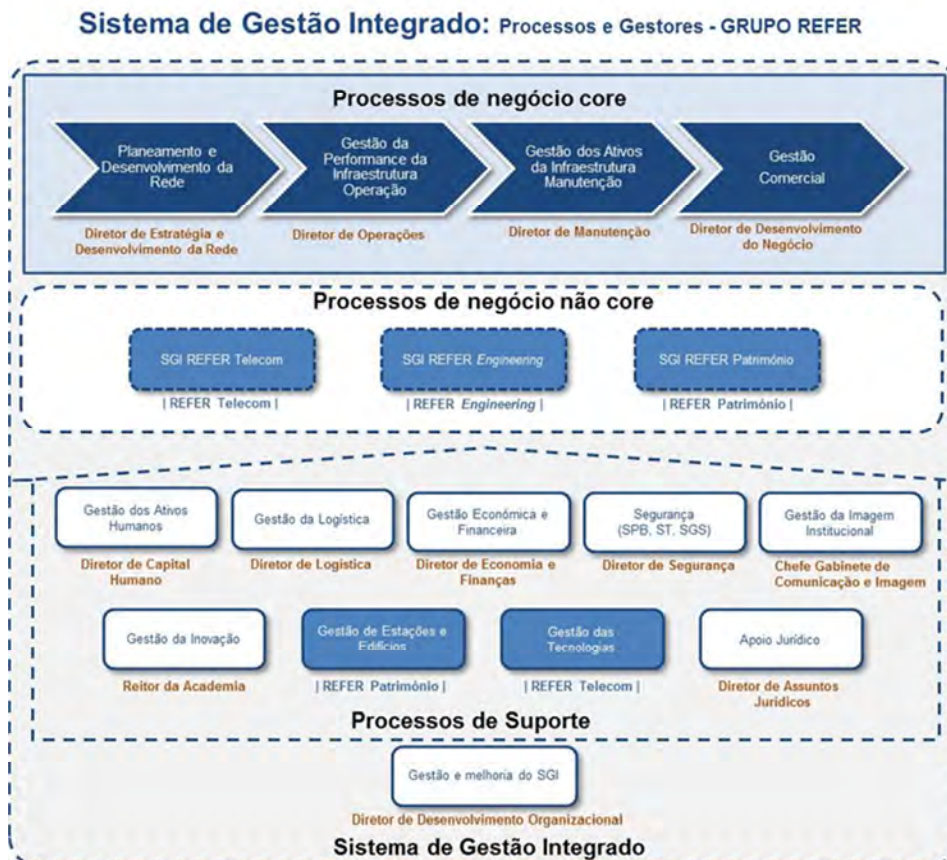 Sistema de Gestão Integrado: Processos e Gestores - GRUPO REFER
Processos de negócio core
Planeamento e
Desenvolvimento da
Rede
Gestão da
Performance da
Infraestrutura
Operação
Gestão dos Ativos
da Infraestrutura
Manutenção
Gestão
Comercial
Diretor de Estratégia e
Desenvolvimento da Rede
Diretor de Operações
Diretor de Manutenção
Diretor de Desenvolvimento
do Negócio
Processos de negócio não core
SGI REFER Telecom
SGI REFER Engineering
SGI REFER Património
| REFER Telecom |
| REFER Engineering |
| REFER Património |
Gestão dos Ativos
Humanos
Gestão da Logística
Gestão Económica e
Financeira
Segurança
(SPB, ST, SGS)
Gestão da Imagem
Institucional
Diretor de Capital
Humano
Diretor de Logística
Diretor de Economia e
Finanças
Diretor de Segurança
Chefe Gabinete de
Comunicação e Imagem
Gestão da Inovação
Gestão de Estações e
Edifícios
Gestão das
Tecnologias
Apoio Jurídico
Reitor da Academia
| REFER Património |
| REFER Telecom |
Diretor de Assuntos
Jurídicos
Processos de Suporte
Gestão e melhoria do SGI
Diretor de Desenvolvimento Organizacional
Sistema de Gestão Integrado